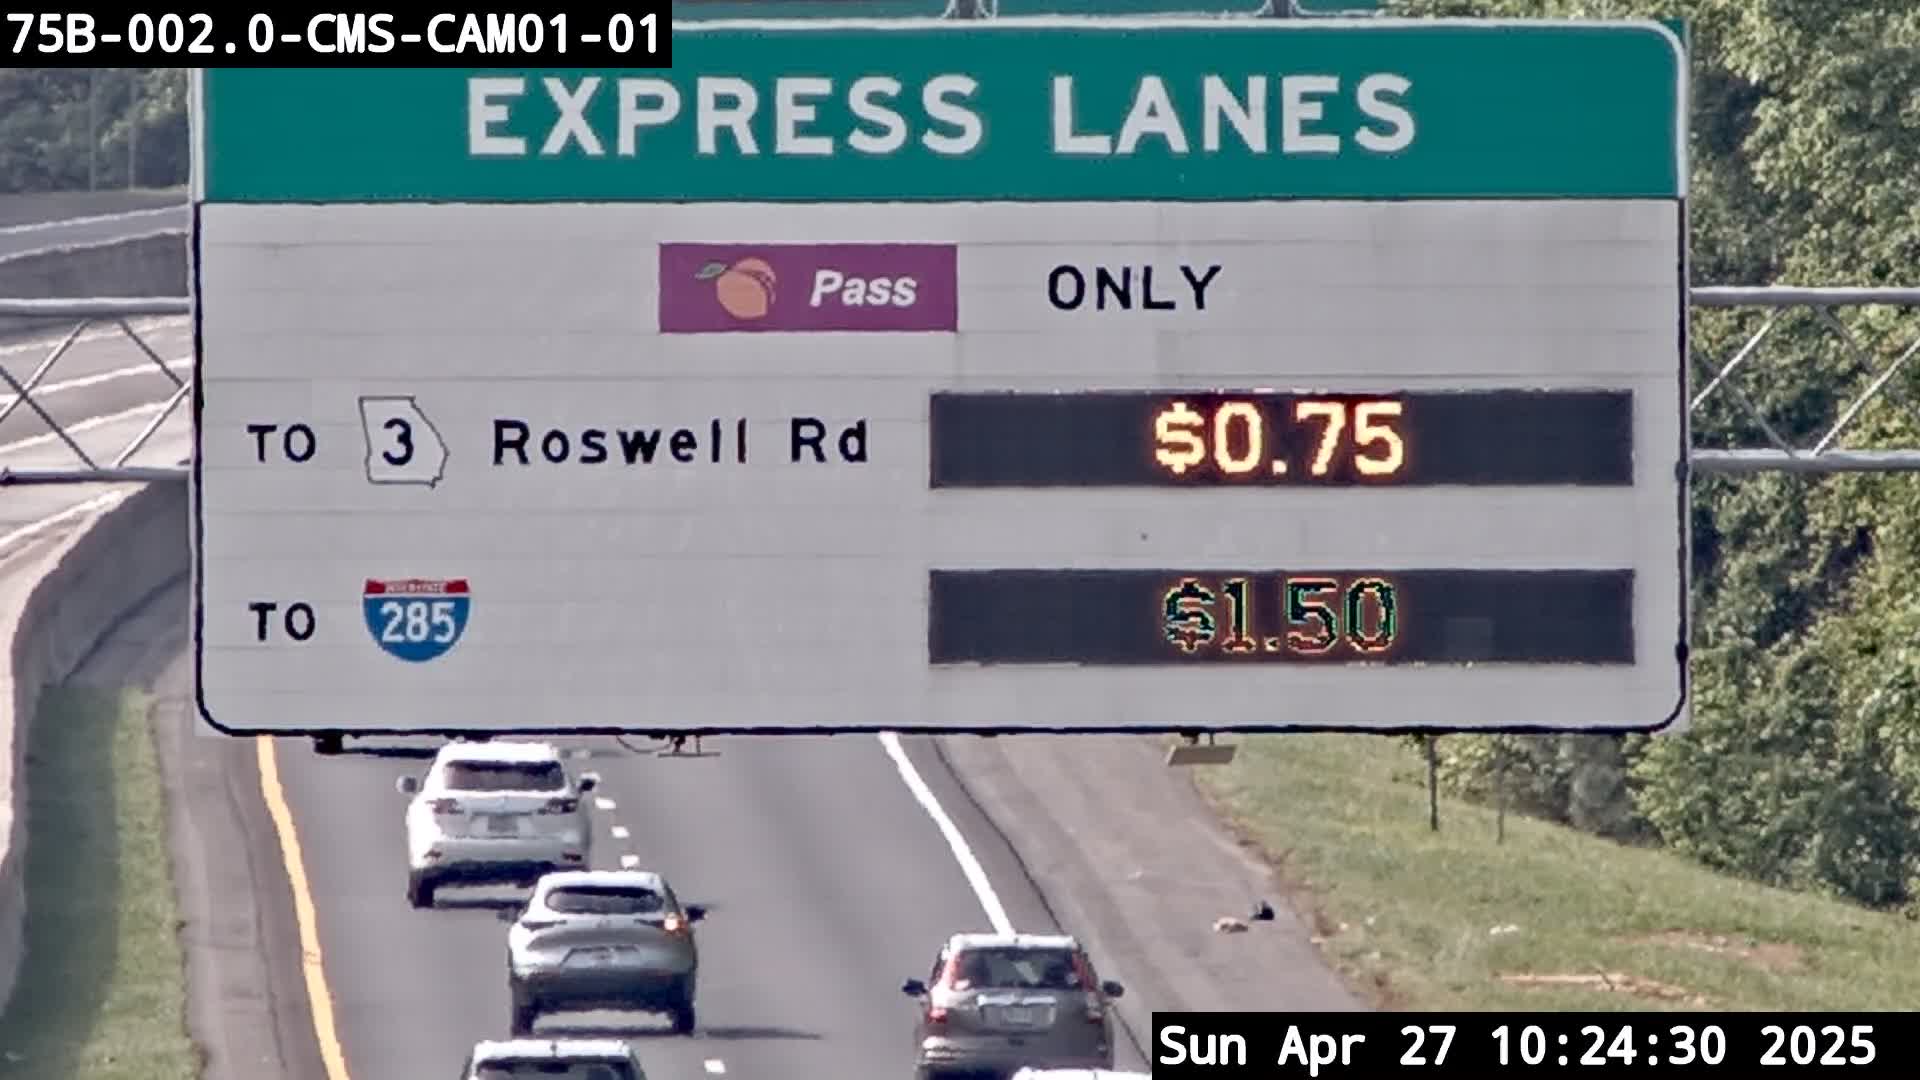 75B-002.0-CMS-CAM01-01
EXPRESS LANES
Pass ONLY
TO 3 Roswell Rd $0.75
TO INTERSTATE 285 $1.50
Sun Apr 27 10:24:30 2025